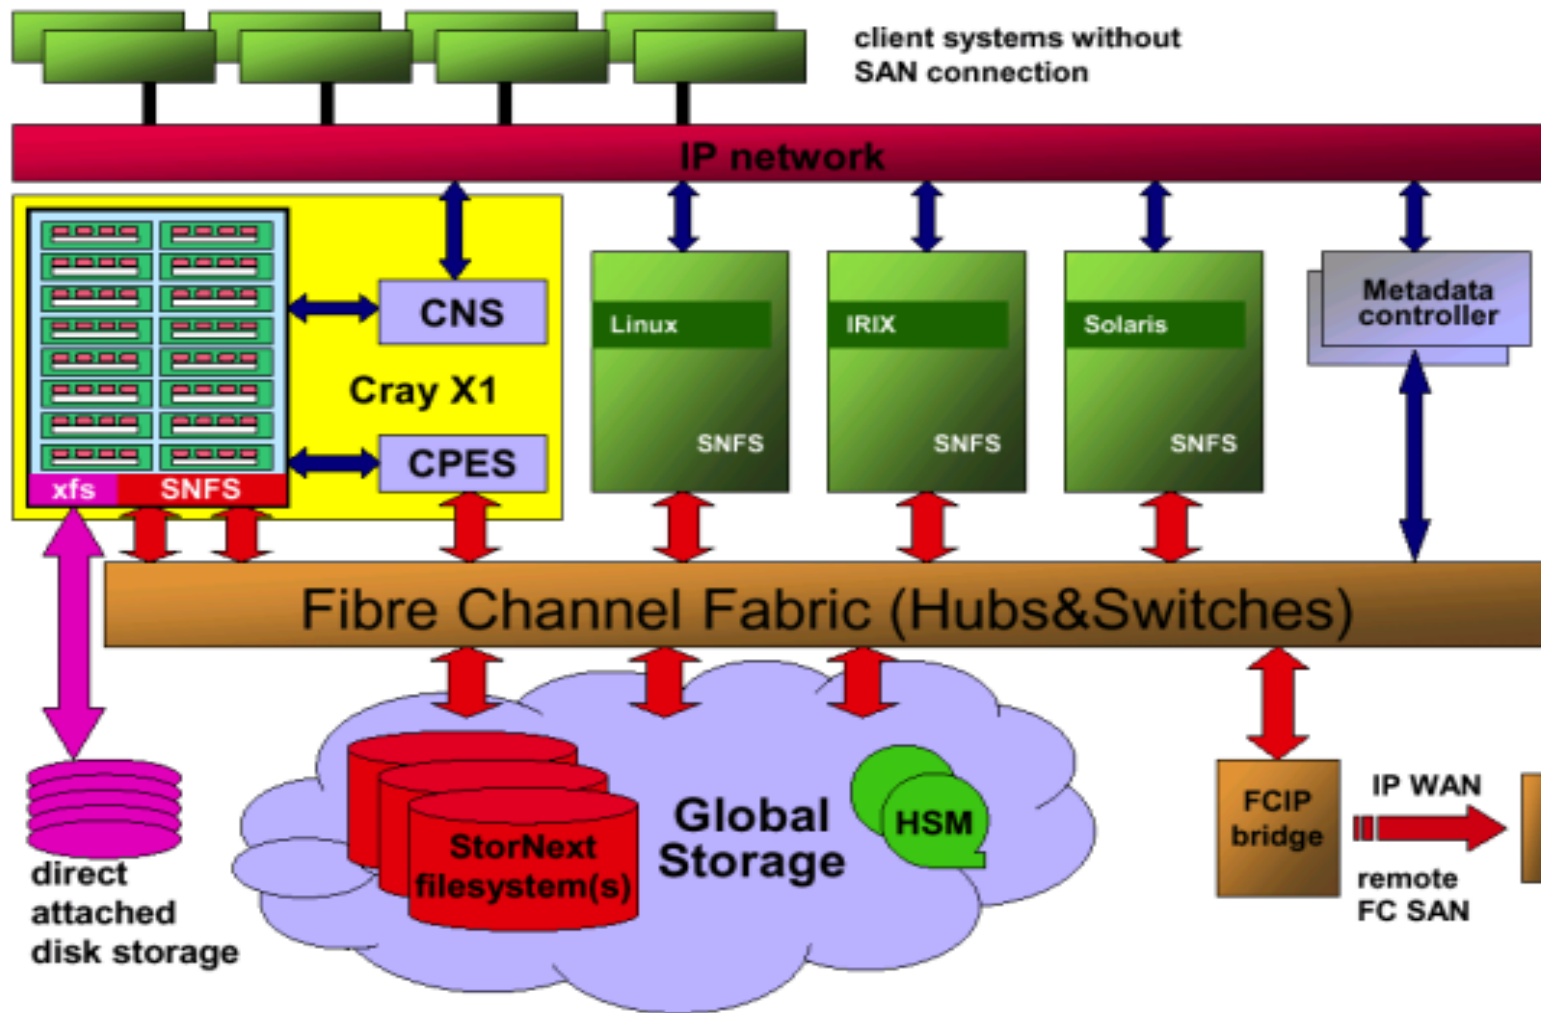 client systems without
SAN connection
IP network
CNS
Cray X1
CPES
xfs SNFS
Linux
SNFS
IRIX
SNFS
Solaris
SNFS
Metadata
controller
Fibre Channel Fabric (Hubs&Switches)
direct
attached
disk storage
StorNext
filesystem(s)
Global
Storage
HSM
FCIP
bridge
IP WAN
remote
FC SAN